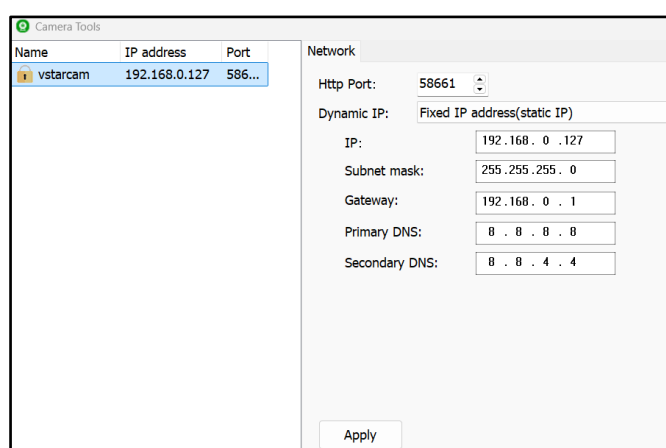 Camera Tools
Name IP address Port
vstarcam 192.168.0.127 586...
Network
Http Port: 58661
Dynamic IP: Fixed IP address(static IP)
IP: 192.168. 0 .127
Subnet mask: 255.255.255. 0
Gateway: 192.168. 0 . 1
Primary DNS: 8 . 8 . 8 . 8
Secondary DNS: 8 . 8 . 4 . 4
Apply